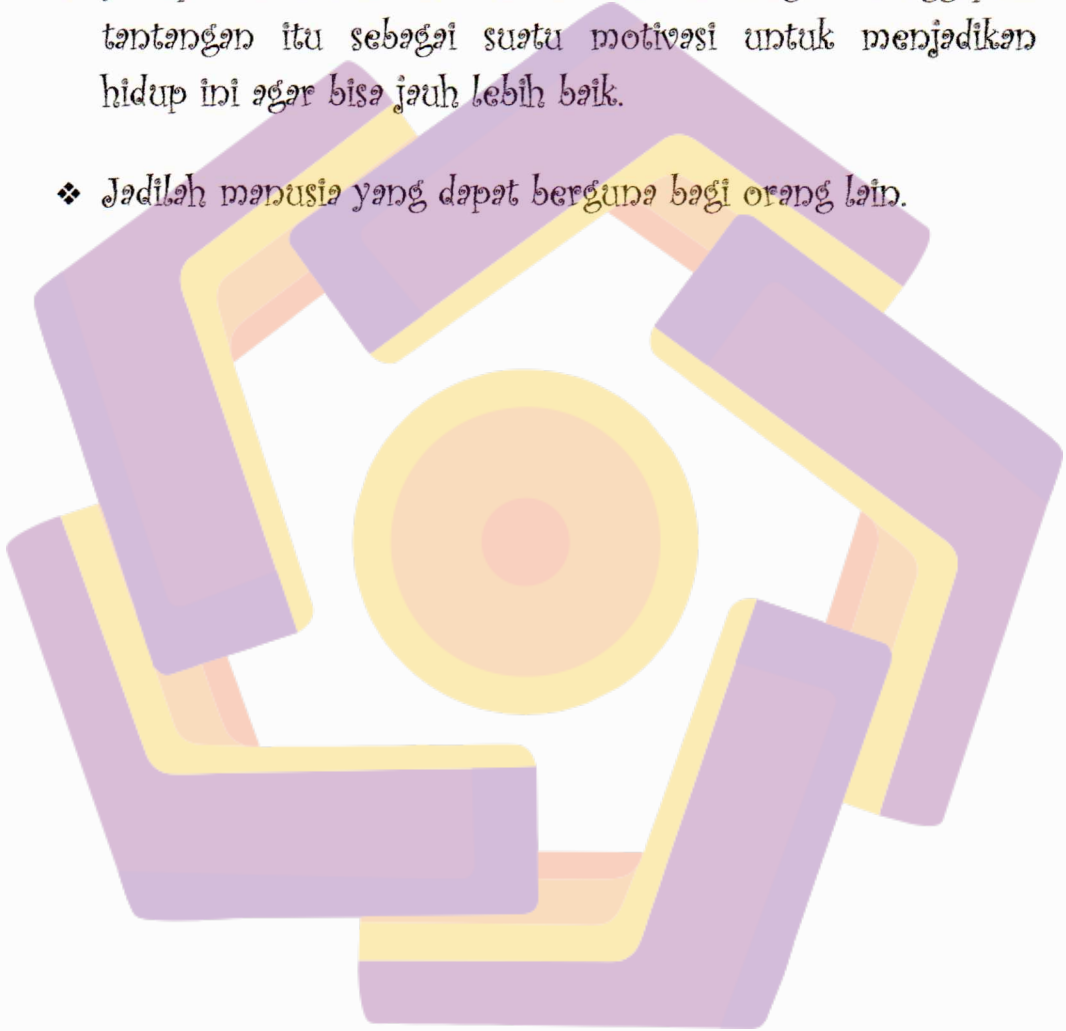 tantangan itu sebagai suatu motivasi untuk menjadikan
hidup ini agar bisa jauh lebih baik.
❖ Jadilah manusia yang dapat berguna bagi orang lain.